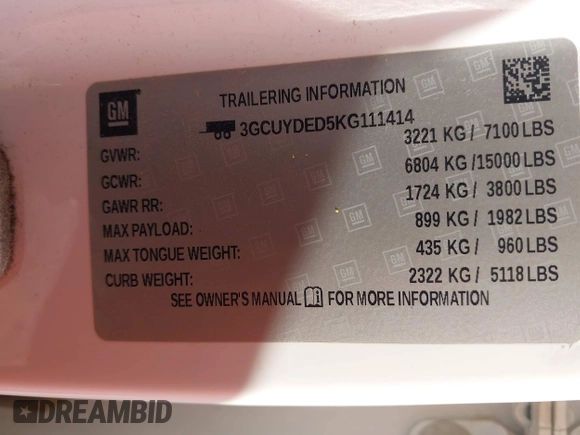 GM
TRAILERING INFORMATION
3GCUYDED5KG111414
GVWR: 3221 KG / 7100 LBS
GCWR: 6804 KG / 15000 LBS
GAWR RR: 1724 KG / 3800 LBS
MAX PAYLOAD: 899 KG / 1982 LBS
MAX TONGUE WEIGHT: 435 KG / 960 LBS
CURB WEIGHT: 2322 KG / 5118 LBS
SEE OWNER'S MANUAL FOR MORE INFORMATION
DREAMBID